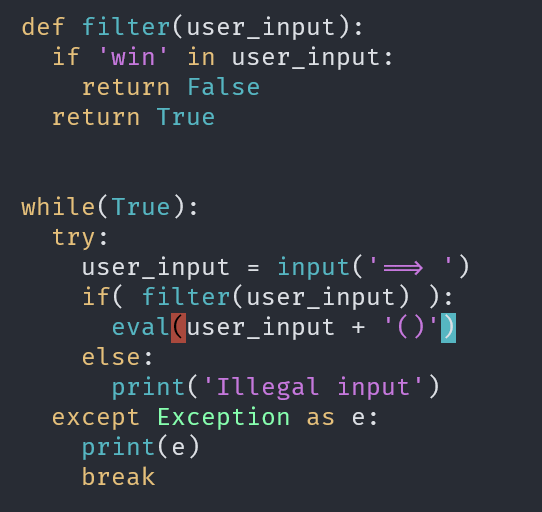 def filter(user_input):
  if 'win' in user_input:
    return False
  return True
while(True):
  try:
    user_input = input('==> ')
    if( filter(user_input) ):
      eval(user_input + '()')
    else:
      print('Illegal input')
  except Exception as e:
    print(e)
    break